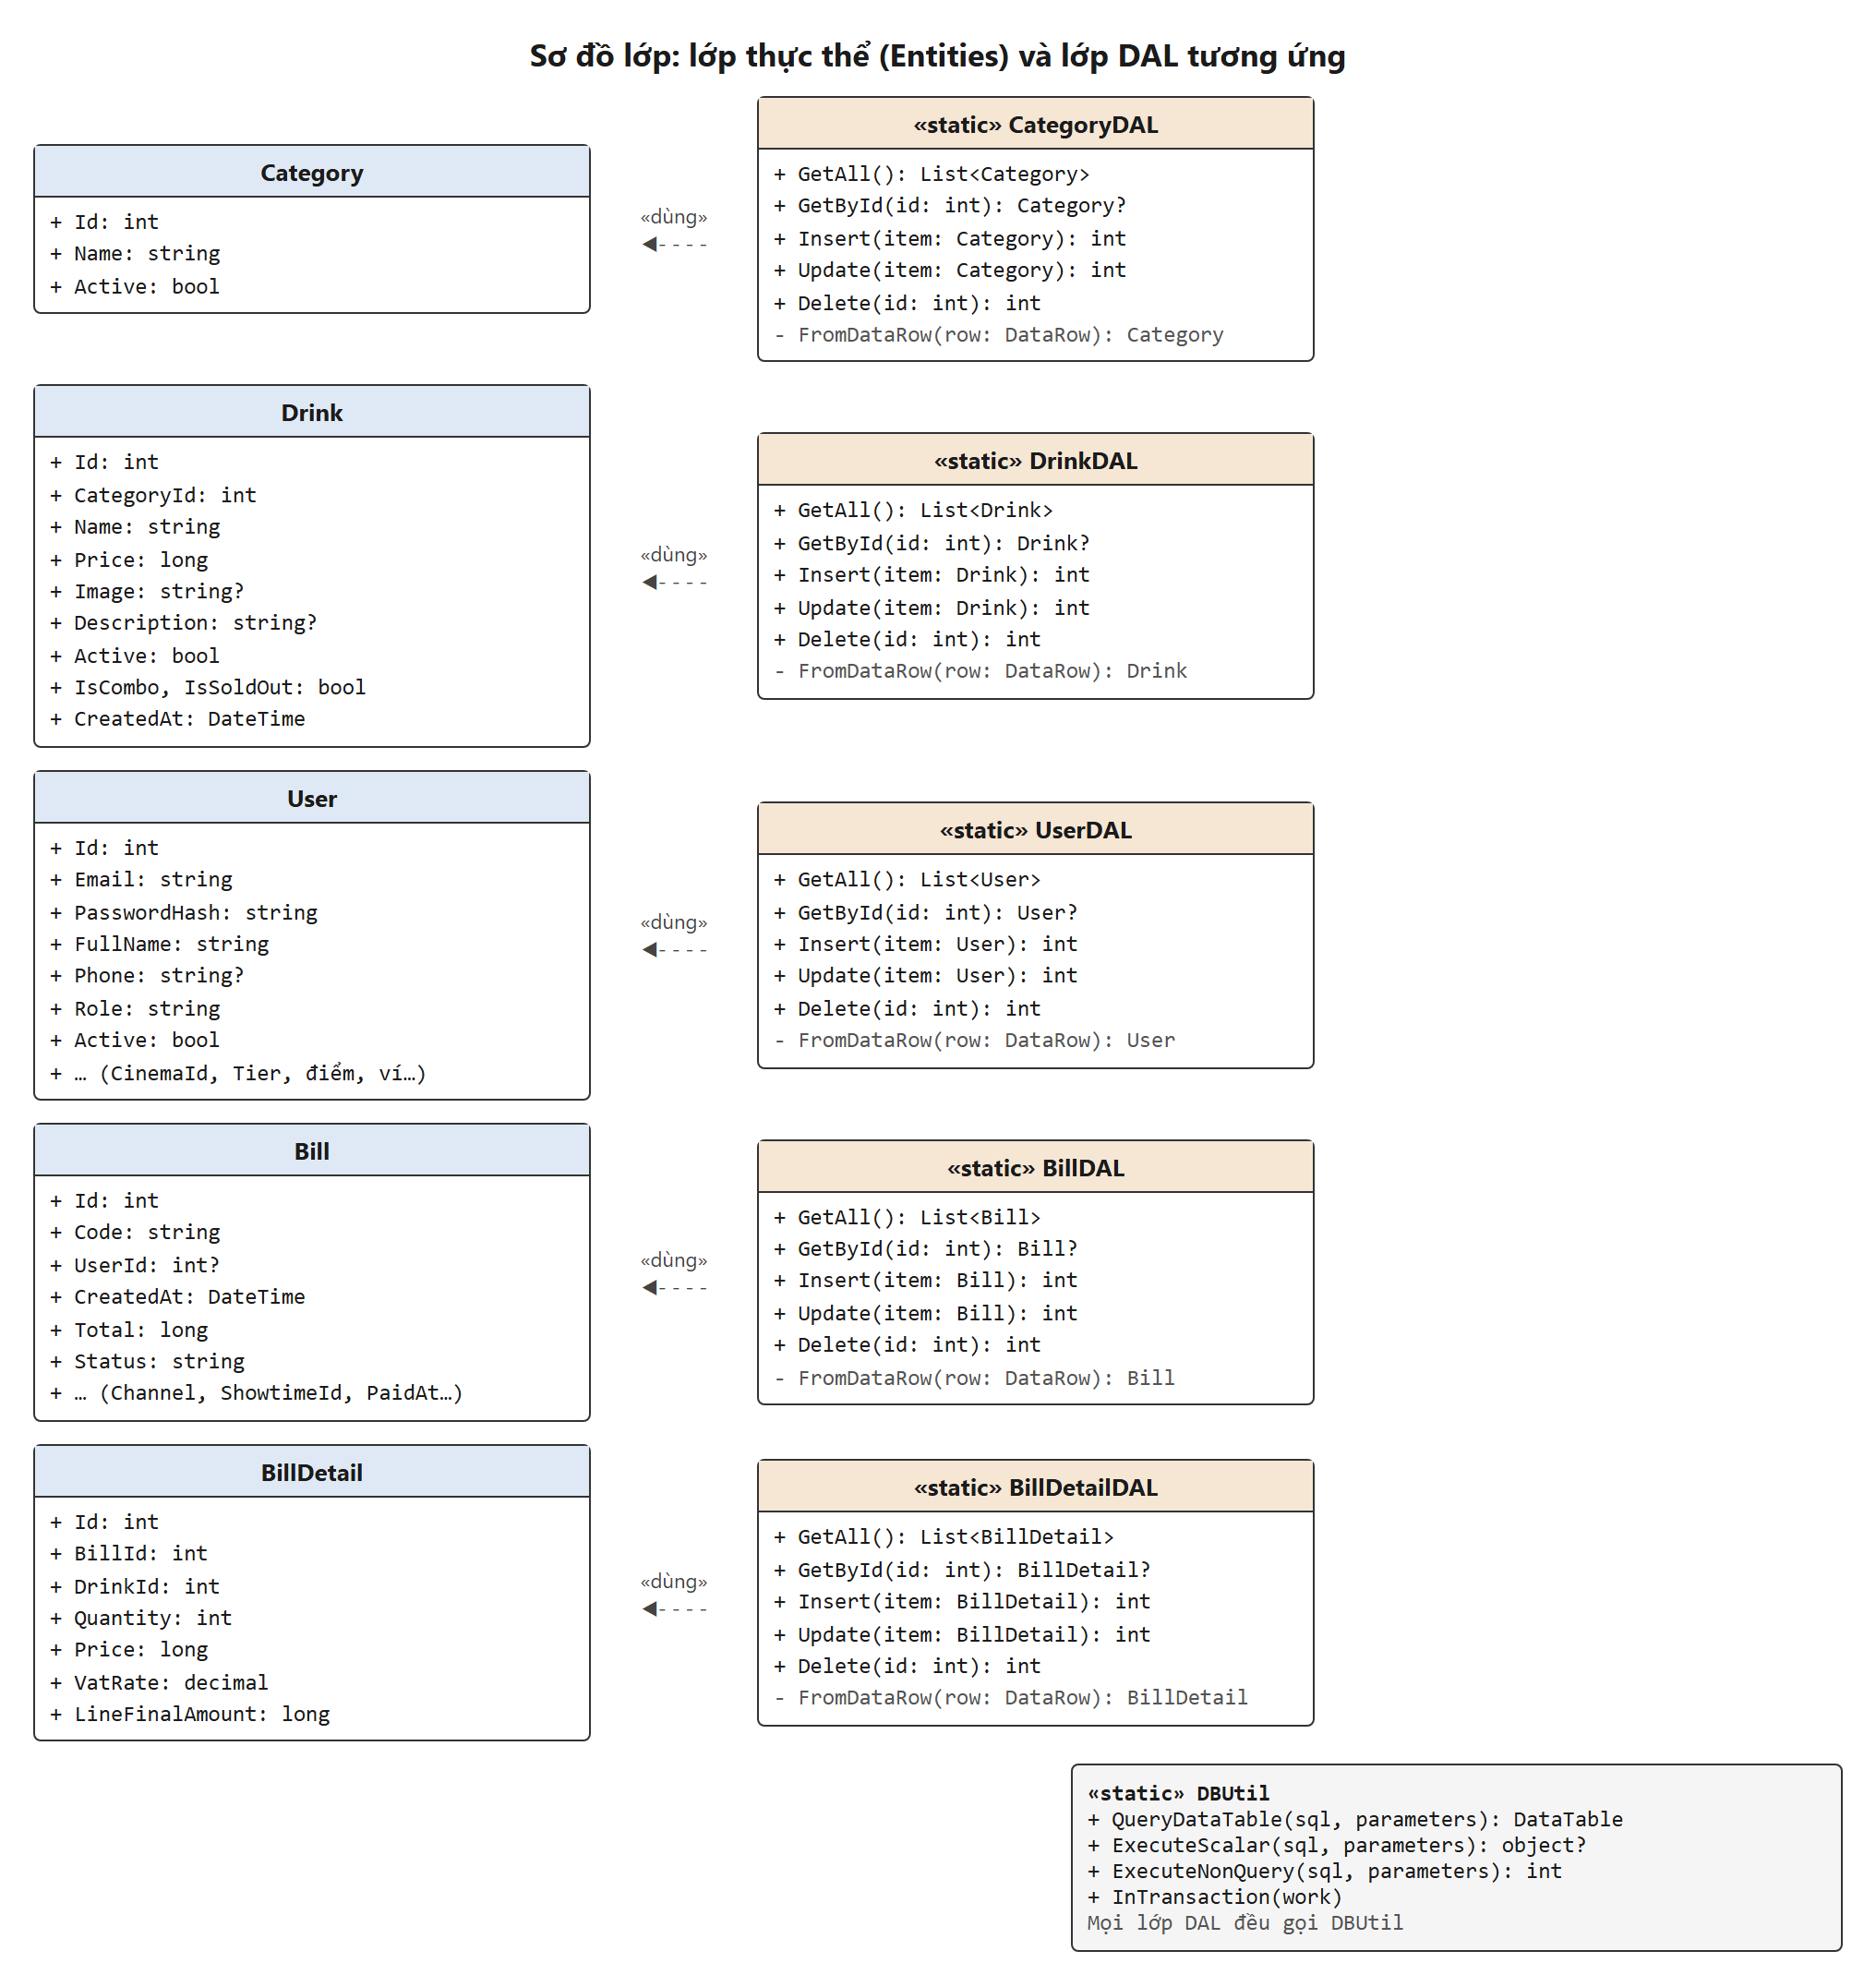 Sơ đồ lớp: lớp thực thể (Entities) và lớp DAL tương ứng
Category
+ Id: int
+ Name: string
+ Active: bool
«dùng»
«static» CategoryDAL
+ GetAll(): List<Category>
+ GetById(id: int): Category?
+ Insert(item: Category): int
+ Update(item: Category): int
+ Delete(id: int): int
- FromDataRow(row: DataRow): Category
Drink
+ Id: int
+ CategoryId: int
+ Name: string
+ Price: long
+ Image: string?
+ Description: string?
+ Active: bool
+ IsCombo, IsSoldOut: bool
+ CreatedAt: DateTime
«dùng»
«static» DrinkDAL
+ GetAll(): List<Drink>
+ GetById(id: int): Drink?
+ Insert(item: Drink): int
+ Update(item: Drink): int
+ Delete(id: int): int
- FromDataRow(row: DataRow): Drink
User
+ Id: int
+ Email: string
+ PasswordHash: string
+ FullName: string
+ Phone: string?
+ Role: string
+ Active: bool
+ … (CinemaId, Tier, điểm, ví…)
«dùng»
«static» UserDAL
+ GetAll(): List<User>
+ GetById(id: int): User?
+ Insert(item: User): int
+ Update(item: User): int
+ Delete(id: int): int
- FromDataRow(row: DataRow): User
Bill
+ Id: int
+ Code: string
+ UserId: int?
+ CreatedAt: DateTime
+ Total: long
+ Status: string
+ … (Channel, ShowtimeId, PaidAt…)
«dùng»
«static» BillDAL
+ GetAll(): List<Bill>
+ GetById(id: int): Bill?
+ Insert(item: Bill): int
+ Update(item: Bill): int
+ Delete(id: int): int
- FromDataRow(row: DataRow): Bill
BillDetail
+ Id: int
+ BillId: int
+ DrinkId: int
+ Quantity: int
+ Price: long
+ VatRate: decimal
+ LineFinalAmount: long
«dùng»
«static» BillDetailDAL
+ GetAll(): List<BillDetail>
+ GetById(id: int): BillDetail?
+ Insert(item: BillDetail): int
+ Update(item: BillDetail): int
+ Delete(id: int): int
- FromDataRow(row: DataRow): BillDetail
«static» DBUtil
+ QueryDataTable(sql, parameters): DataTable
+ ExecuteScalar(sql, parameters): object?
+ ExecuteNonQuery(sql, parameters): int
+ InTransaction(work)
Mọi lớp DAL đều gọi DBUtil